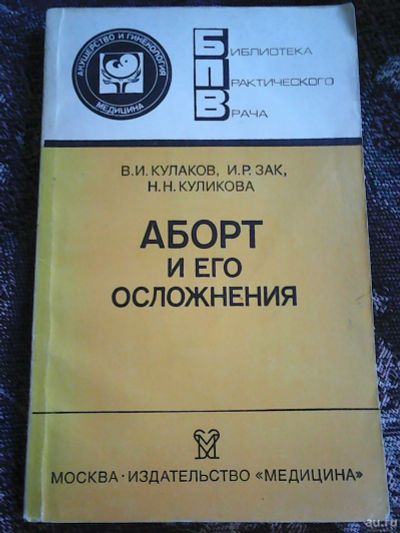 АКУШЕРСТВО И ГИНЕКОЛОГИЯ
МЕДИЦИНА
БИБЛИОТЕКА
ПРАКТИЧЕСКОГО
ВРАЧА
В.И. КУЛАКОВ, И.Р. ЗАК,
Н.Н. КУЛИКОВА
АБОРТ
И ЕГО
ОСЛОЖНЕНИЯ
МОСКВА · ИЗДАТЕЛЬСТВО «МЕДИЦИНА»
au.ru